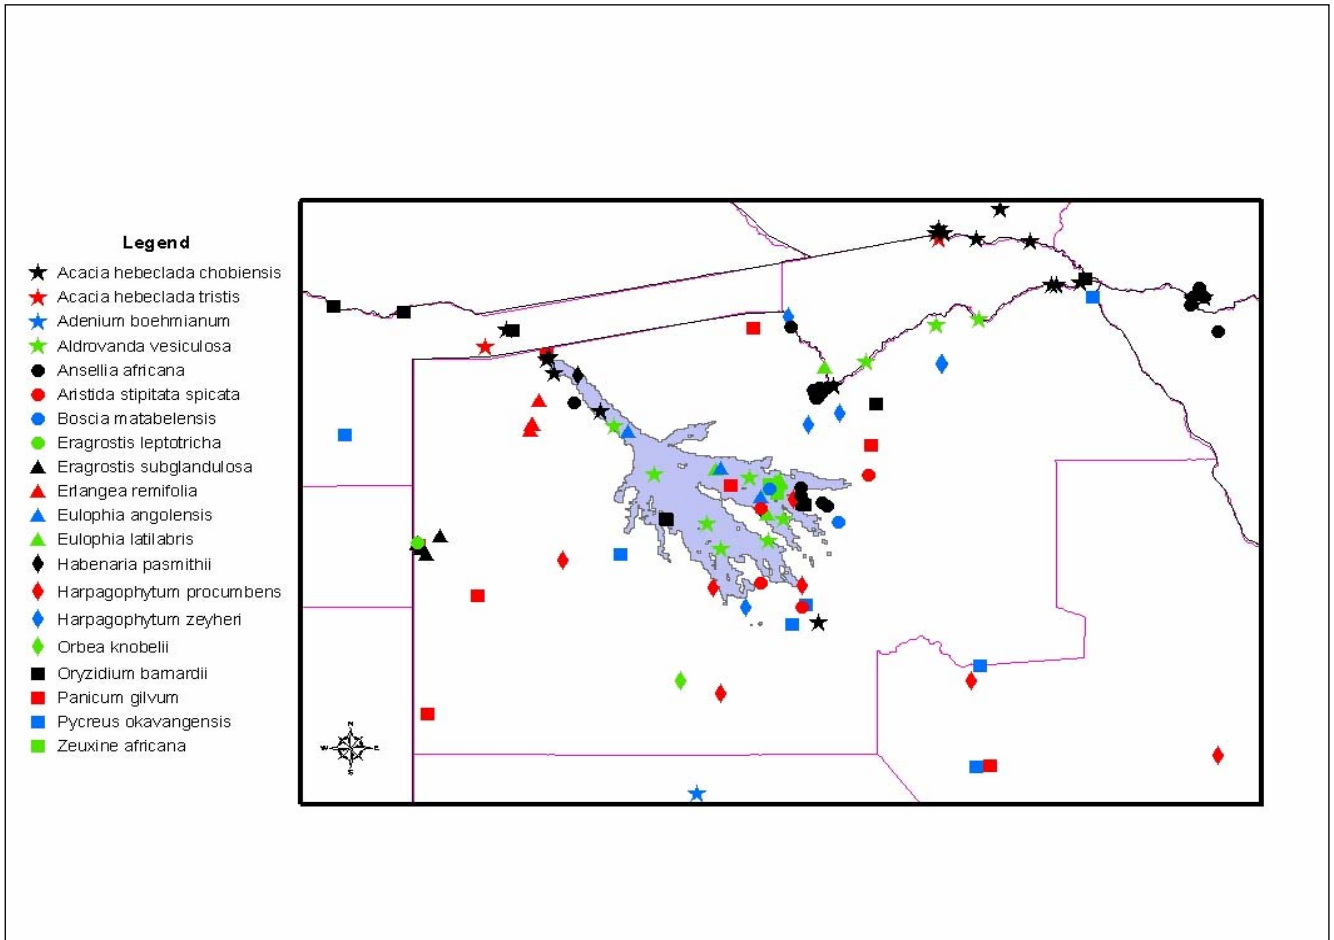 Legend
Acacia hebeclada chobiensis
Acacia hebeclada tristis
Adenium boehmianum
Aldrovanda vesiculosa
Ansellia africana
Aristida stipitata spicata
Boscia matabelensis
Eragrostis leptotricha
Eragrostis subglandulosa
Erlangea remifolia
Eulophia angolensis
Eulophia latilabris
Habenaria pasmithii
Harpagophytum procumbens
Harpagophytum zeyheri
Orbea knobelii
Oryzidium barnardii
Panicum gilvum
Pycreus okavangensis
Zeuxine africana
N
W E
S